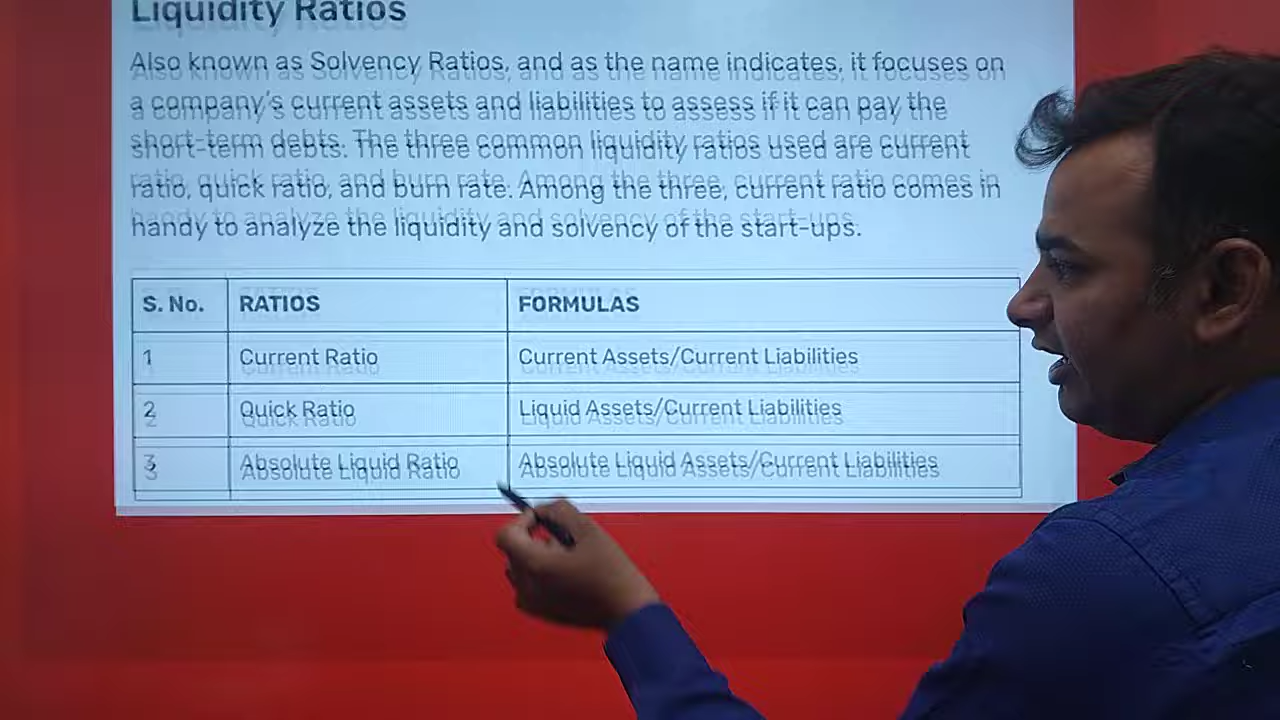 Liquidity Ratios
Also known as Solvency Ratios, and as the name indicates, it focuses on
a company's current assets and liabilities to assess if it can pay the
short-term debts. The three common liquidity ratios used are current
ratio, quick ratio, and burn rate. Among the three, current ratio comes in
handy to analyze the liquidity and solvency of the start-ups.
S. No. RATIOS FORMULAS
1 Current Ratio Current Assets/Current Liabilities
2 Quick Ratio Liquid Assets/Current Liabilities
3 Absolute Liquid Ratio Absolute Liquid Assets/Current Liabilities